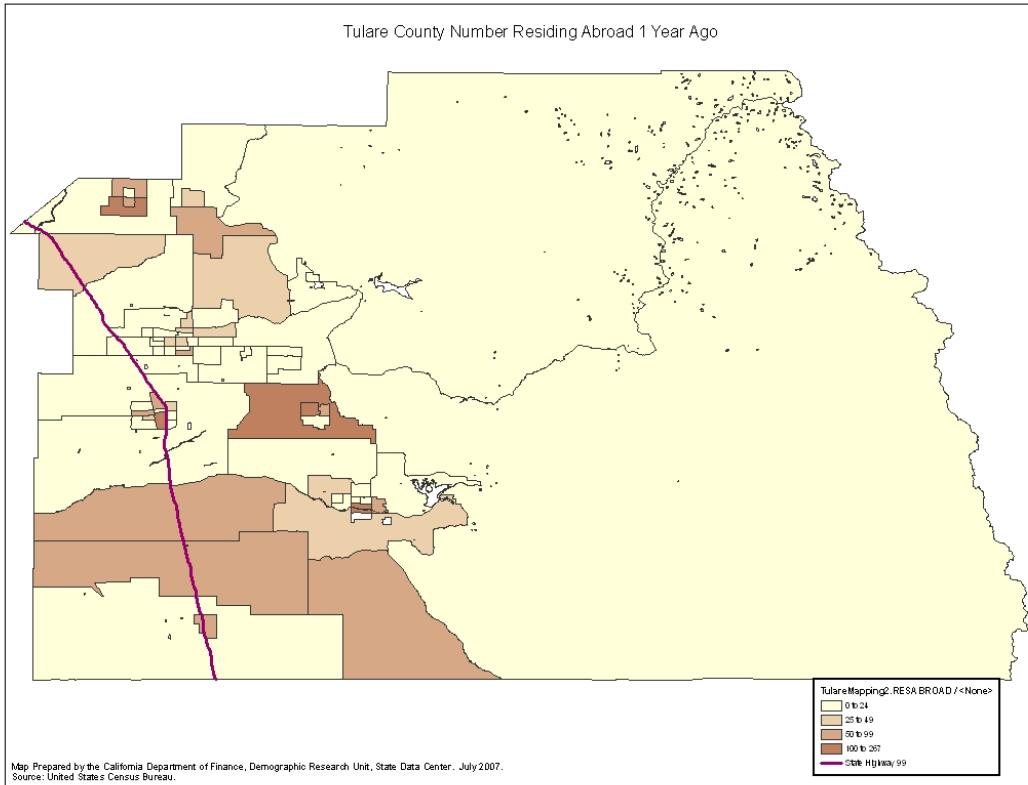 Tulare County Number Residing Abroad 1 Year Ago
TulareMapping2.RESABROAD / <None>
0 to 24
25 to 49
50 to 99
100 to 267
State Highway 99
Map Prepared by the California Department of Finance, Demographic Research Unit, State Data Center. July 2007.
Source: United States Census Bureau.